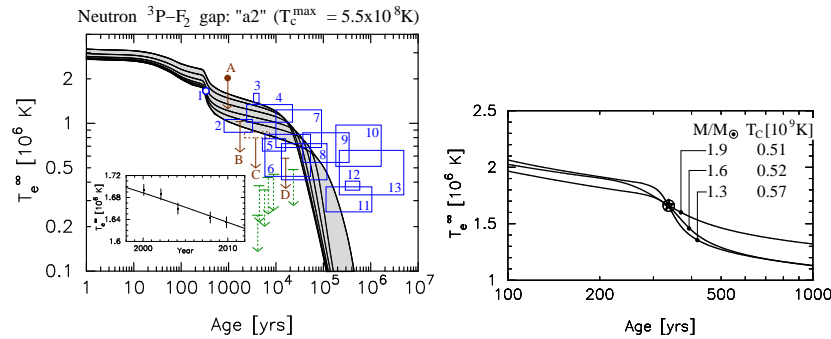 Neutron ³P−F₂ gap: "a2" (T_c^max = 5.5x10⁸K)
T_e^∞ [10⁶ K]
2
1
0.5
0.1
A
1
2
3
4
5
6
7
8
9
10
11
12
13
B
C
D
T_e^∞ [10⁶ K]
1.72
1.68
1.64
1.6
2000
2010
Year
1 10 100 1000 10⁴ 10⁵ 10⁶ 10⁷
Age [yrs]
T_e^∞ [10⁶ K]
2.5
2
1.5
1
M/M⊙ T_C [10⁹K]
1.9 0.51
1.6 0.52
1.3 0.57
100 200 500 1000
Age [yrs]